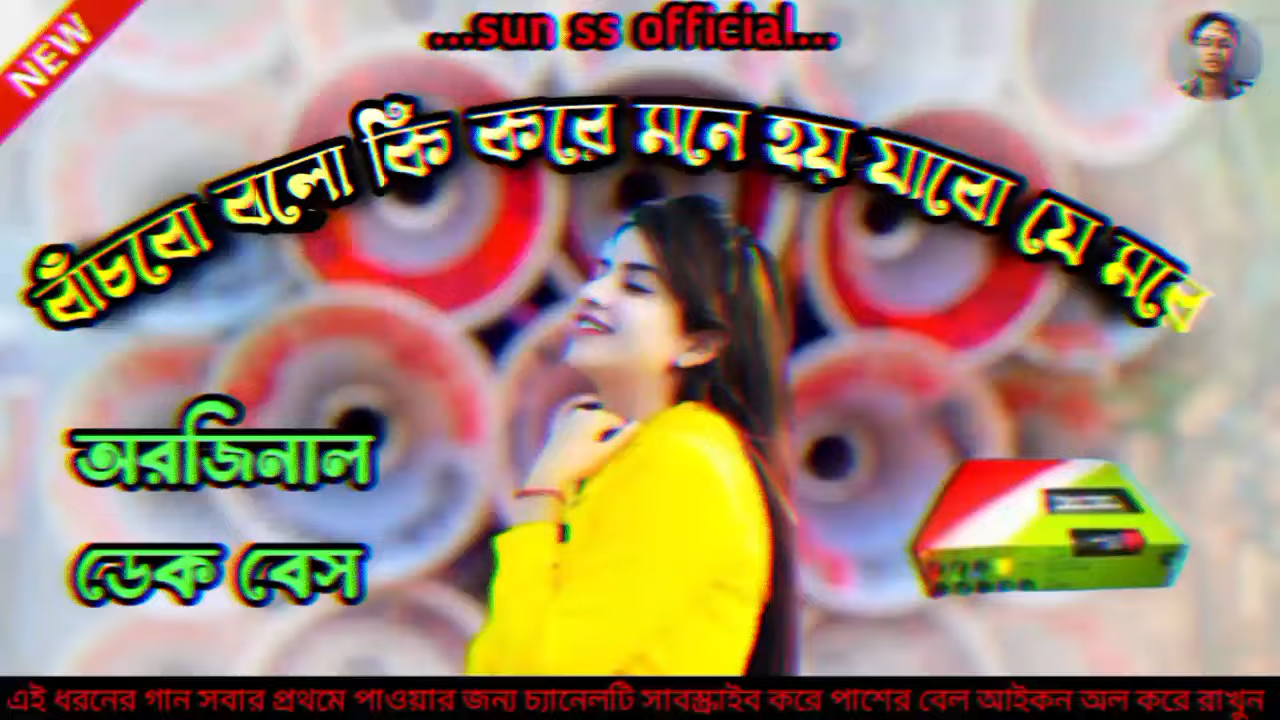 ...sun ss official...
NEW
বাঁচবো বলো কি করে মনে হয় যাবো যে মরে
অরজিনাল
ডেক বেস
এই ধরনের গান সবার প্রথমে পাওয়ার জন্য চ্যানেলটি সাবস্ক্রাইব করে পাশের বেল আইকন অল করে রাখুন